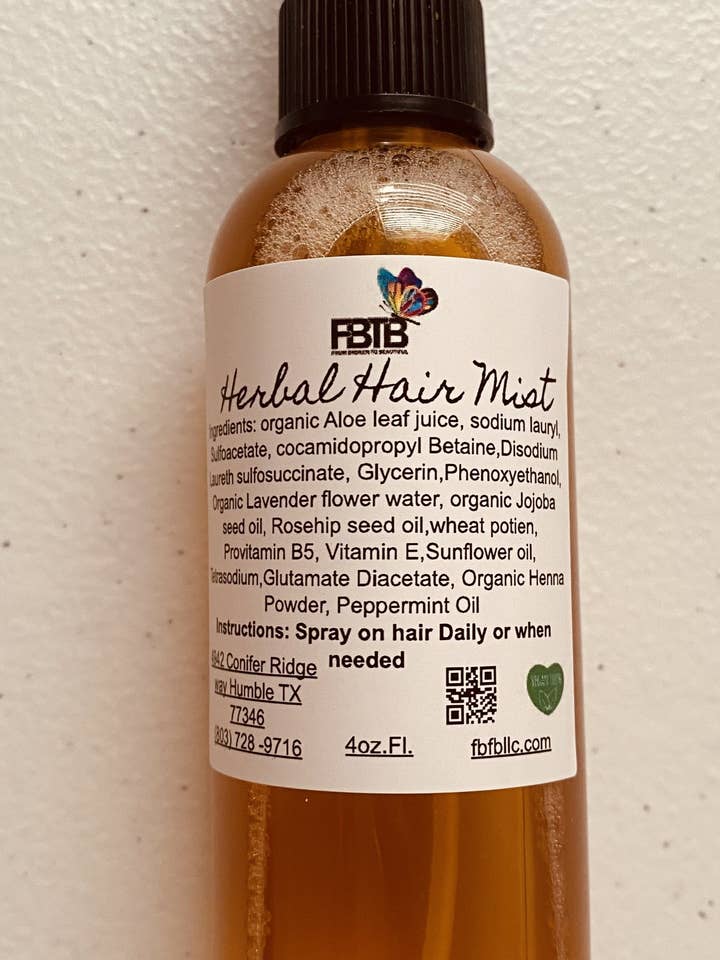 FBTB
FROM BROKEN TO BEAUTIFUL
Herbal Hair Mist
Ingredients: organic Aloe leaf juice, sodium lauryl,
Sulfoacetate, cocamidopropyl Betaine,Disodium
Laureth sulfosuccinate, Glycerin,Phenoxyethanol,
Organic Lavender flower water, organic Jojoba
seed oil, Rosehip seed oil,wheat potien,
Provitamin B5, Vitamin E,Sunflower oil,
Tetrasodium,Glutamate Diacetate, Organic Henna
Powder, Peppermint Oil
Instructions: Spray on hair Daily or when
needed
4942 Conifer Ridge
way Humble TX
77346
(803) 728 -9716
4oz.Fl.
fbfbllc.com